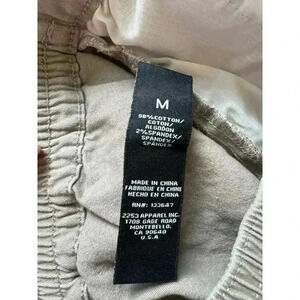 M
98%COTTON/
COTON/
ALGODON
2%SPANDEX/
SPANDEX/
SPANDEX
MADE IN CHINA
FABRIQUE EN CHINE
HECHO EN CHINA
RN#: 133647
2253 APPAREL INC.
1708 GAGE ROAD
MONTEBELLO,
CA 90640
U.S.A